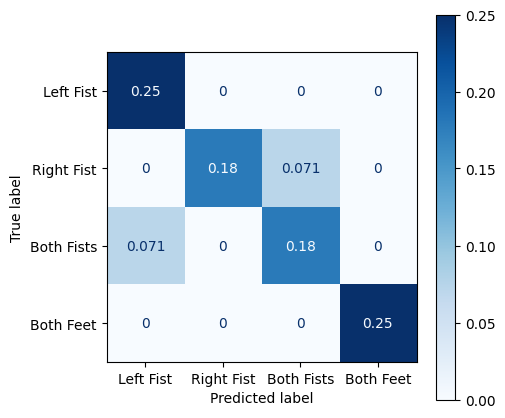 Left Fist 0.25 0 0 0
Right Fist 0 0.18 0.071 0
Both Fists 0.071 0 0.18 0
Both Feet 0 0 0 0.25
Left Fist Right Fist Both Fists Both Feet
Predicted label
True label
0.25
0.20
0.15
0.10
0.05
0.00